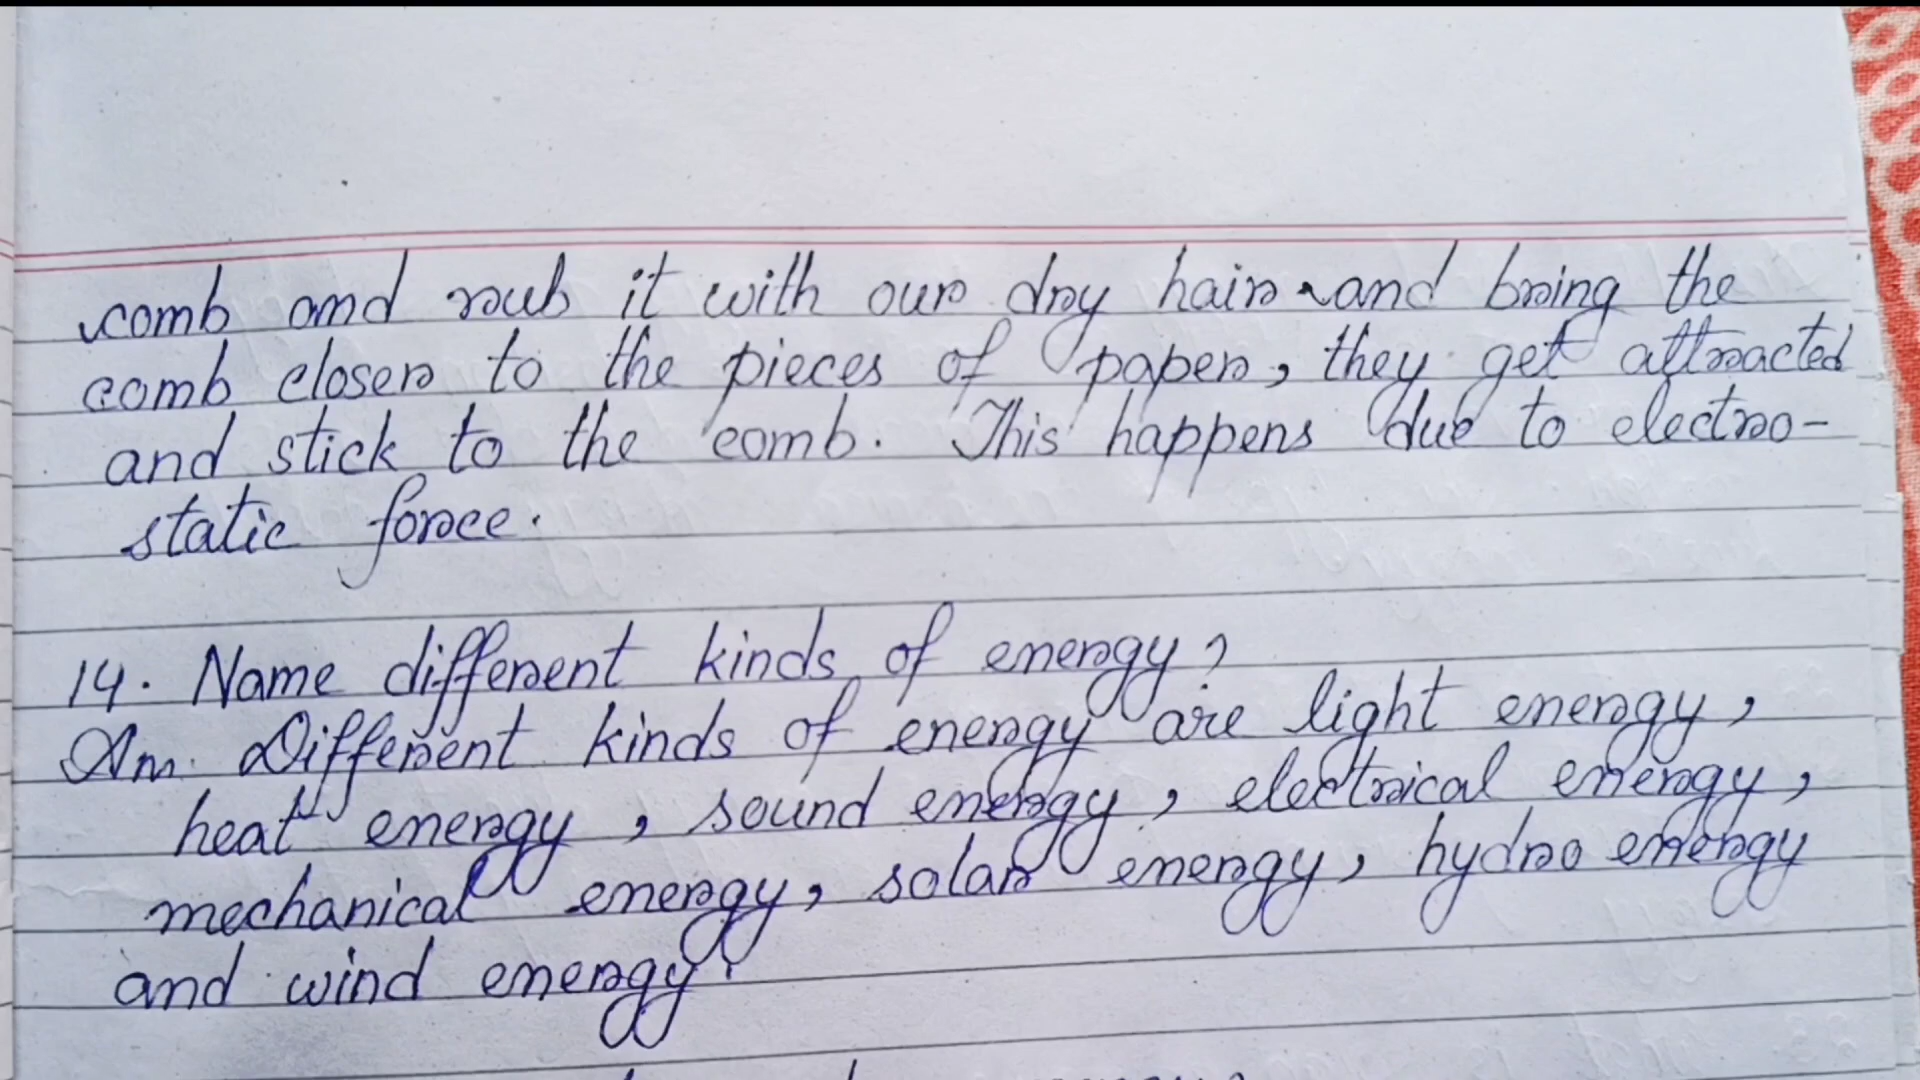 comb and rub it with our dry hair and bring the
comb closer to the pieces of paper, they get attracted
and stick to the comb. This happens due to electro-
static force.
14. Name different kinds of energy?
Ans. Different kinds of energy are light energy,
heat energy, sound energy, electrical energy,
mechanical energy, solar energy, hydro energy
and wind energy.